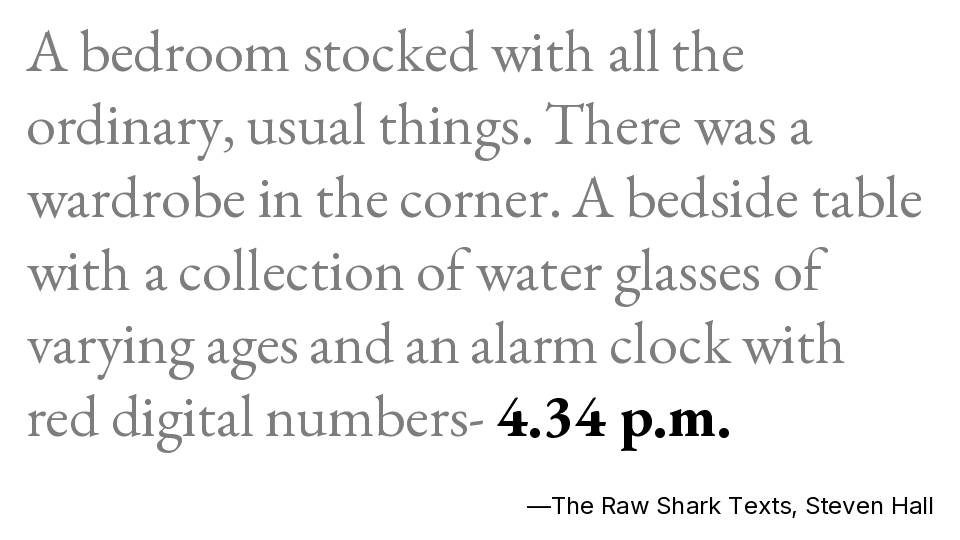 A bedroom stocked with all the
ordinary, usual things. There was a
wardrobe in the corner. A bedside table
with a collection of water glasses of
varying ages and an alarm clock with
red digital numbers- 4.34 p.m.
—The Raw Shark Texts, Steven Hall